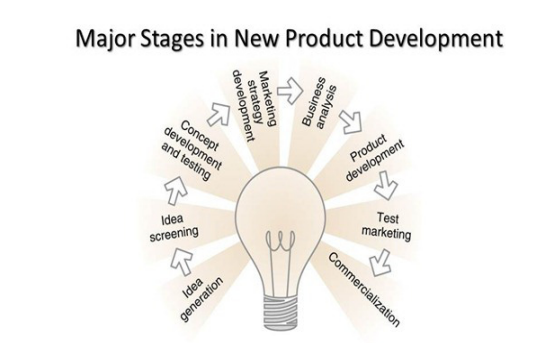 Major Stages in New Product Development
Idea
generation
Idea
screening
Concept
development
and testing
Marketing
strategy
development
Business
analysis
Product
development
Test
marketing
Commercialization